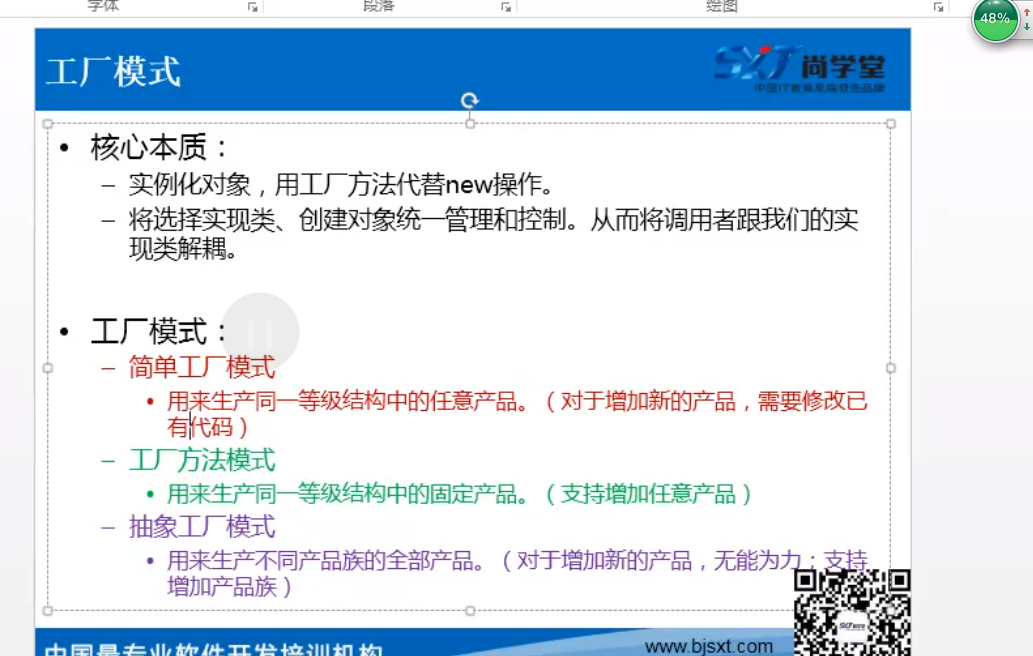 字体
段落
绘图
48%
工厂模式
SXT 尚学堂
中国IT教育高端领先品牌
• 核心本质：
– 实例化对象，用工厂方法代替new操作。
– 将选择实现类、创建对象统一管理和控制。从而将调用者跟我们的实
现类解耦。
• 工厂模式：
– 简单工厂模式
• 用来生产同一等级结构中的任意产品。（对于增加新的产品，需要修改已
有代码）
– 工厂方法模式
• 用来生产同一等级结构中的固定产品。（支持增加任意产品）
– 抽象工厂模式
• 用来生产不同产品族的全部产品。（对于增加新的产品，无能为力；支持
增加产品族）
中国最专业软件开发培训机构
www.bjsxt.com